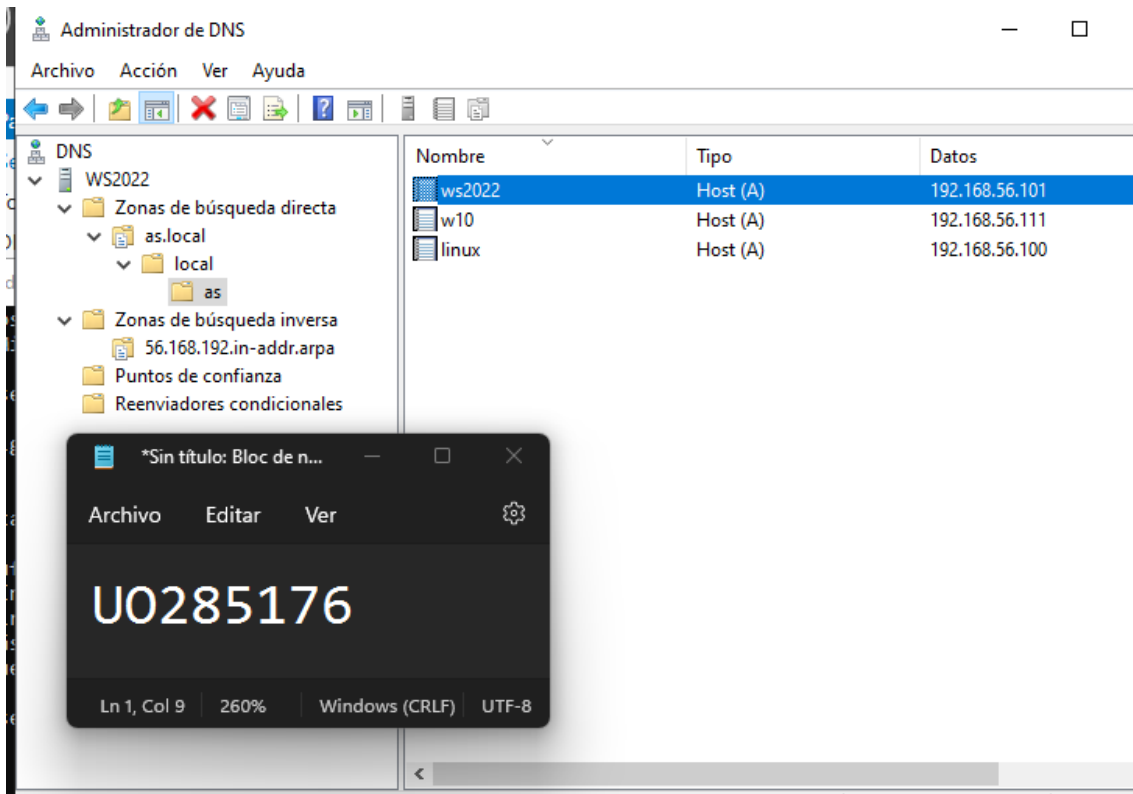 Administrador de DNS
Archivo Acción Ver Ayuda
DNS
WS2022
Zonas de búsqueda directa
as.local
local
as
Zonas de búsqueda inversa
56.168.192.in-addr.arpa
Puntos de confianza
Reenviadores condicionales
Nombre Tipo Datos
ws2022 Host (A) 192.168.56.101
w10 Host (A) 192.168.56.111
linux Host (A) 192.168.56.100
*Sin título: Bloc de n...
Archivo Editar Ver
UO285176
Ln 1, Col 9 260% Windows (CRLF) UTF-8